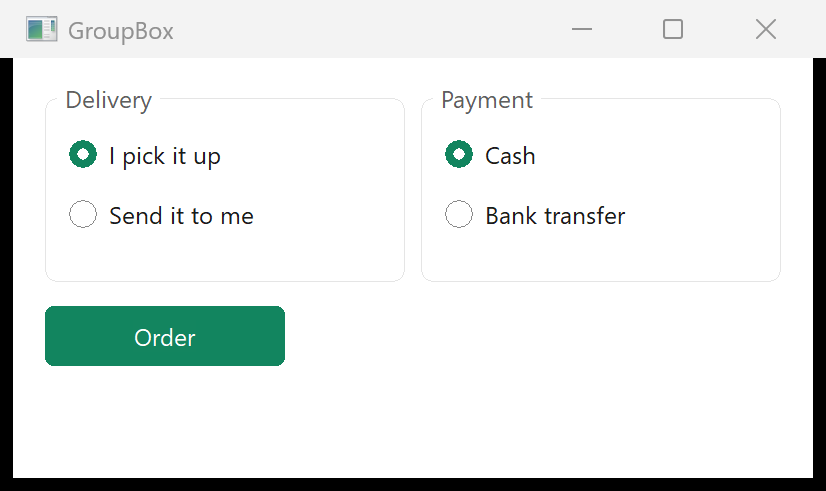 GroupBox
Delivery
I pick it up
Send it to me
Payment
Cash
Bank transfer
Order